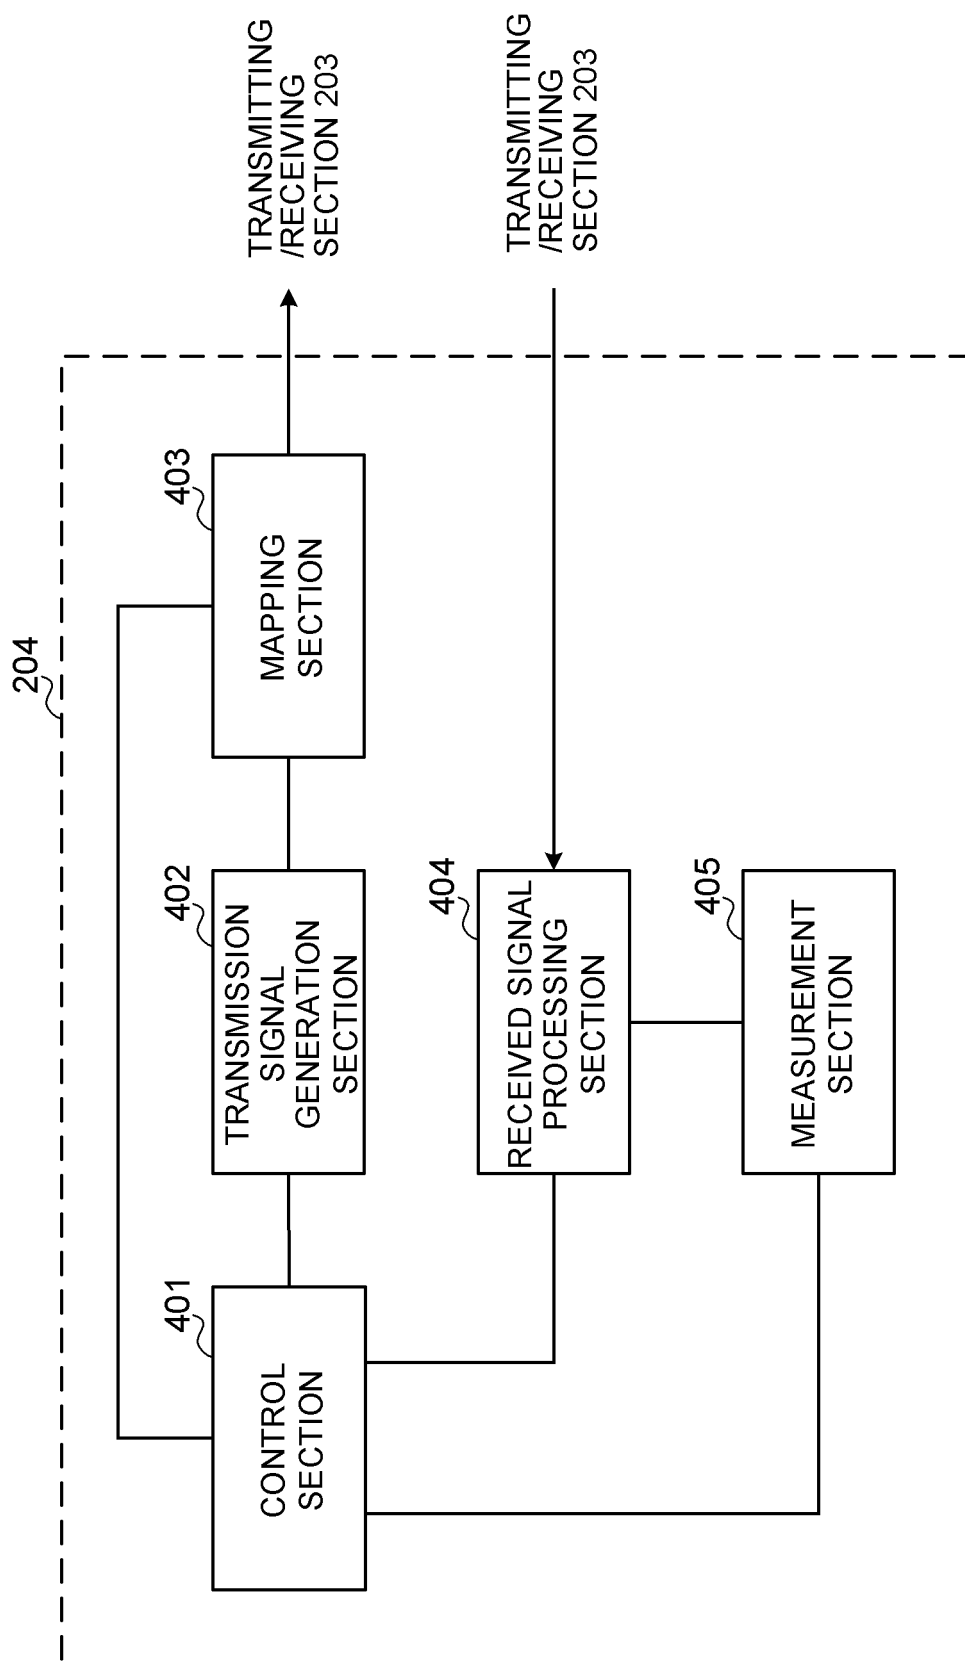 204
401
CONTROL
SECTION
402
TRANSMISSION
SIGNAL
GENERATION
SECTION
403
MAPPING
SECTION
TRANSMITTING
/RECEIVING
SECTION 203
404
RECEIVED SIGNAL
PROCESSING
SECTION
TRANSMITTING
/RECEIVING
SECTION 203
405
MEASUREMENT
SECTION